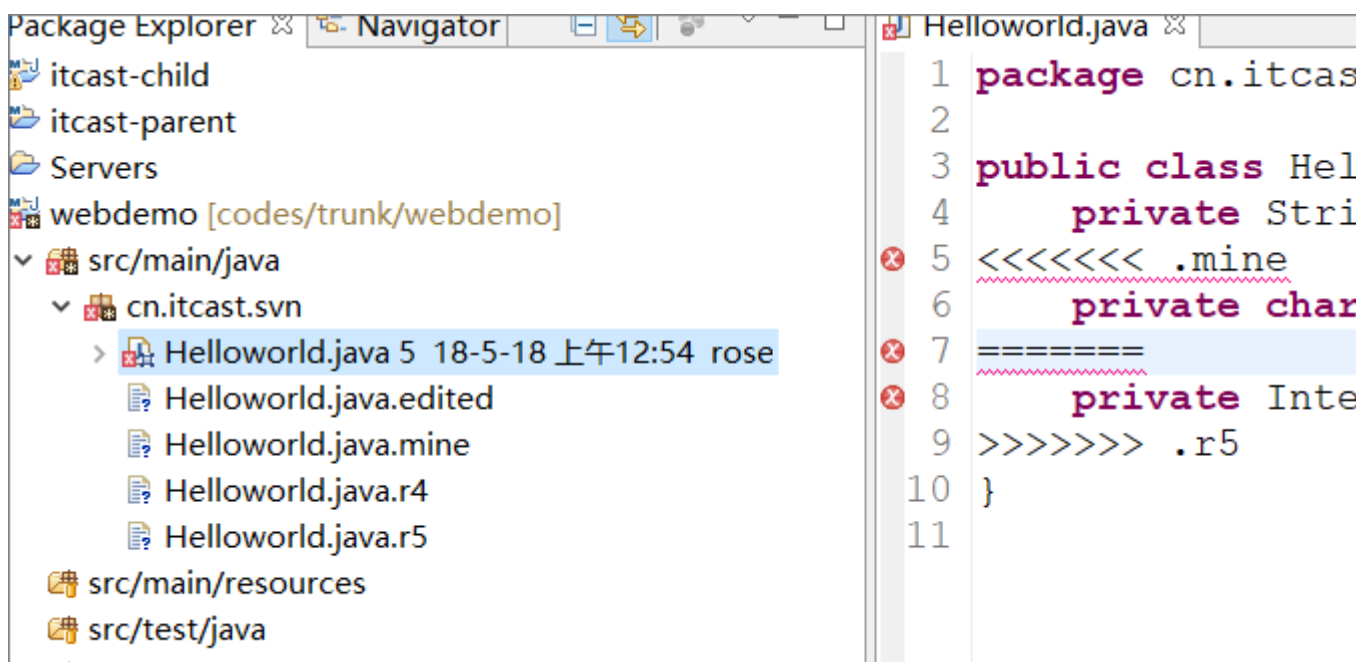 Package Explorer
Navigator
itcast-child
itcast-parent
Servers
webdemo [codes/trunk/webdemo]
src/main/java
cn.itcast.svn
Helloworld.java 5 18-5-18 上午12:54 rose
Helloworld.java.edited
Helloworld.java.mine
Helloworld.java.r4
Helloworld.java.r5
src/main/resources
src/test/java
Helloworld.java
1 package cn.itcas
2
3 public class Hel
4 private Stri
5 <<<<<<< .mine
6 private char
7 =======
8 private Inte
9 >>>>>>> .r5
10 }
11